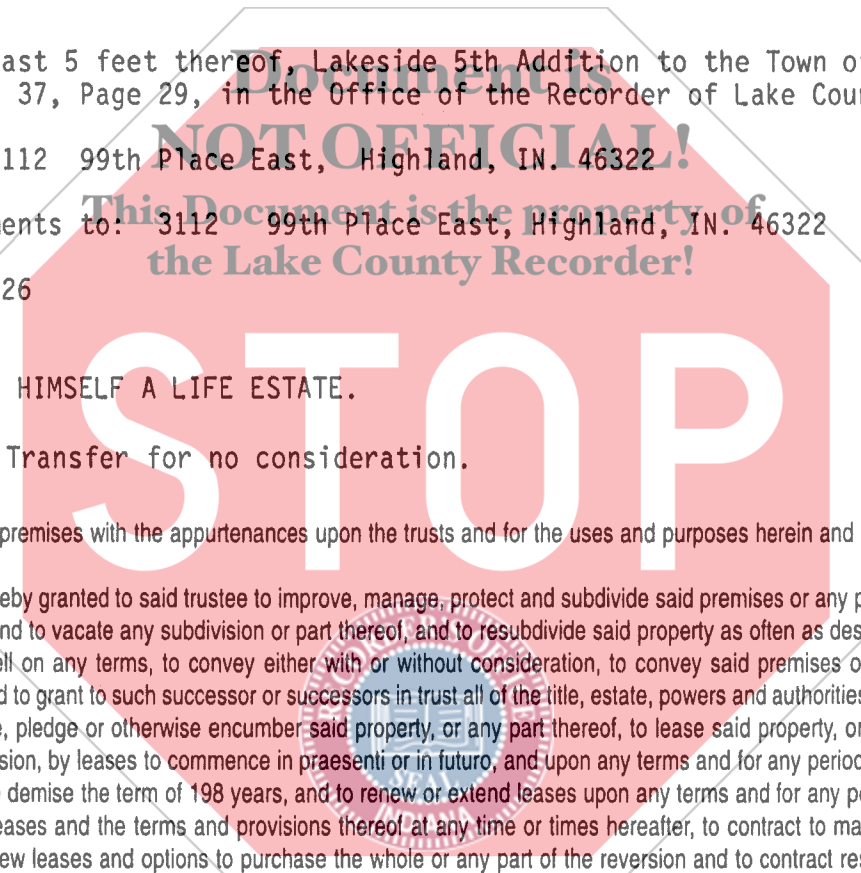 ast 5 feet thereof, Lakeside 5th Addition to the Town of
Document is
37, Page 29, in the Office of the Recorder of Lake Coun
NOT OFFICIAL!
112 99th Place East, Highland, IN. 46322
This Document is the property of
ents to: 3112 99th Place East, Highland, IN. 46322
the Lake County Recorder!
26
STOP
HIMSELF A LIFE ESTATE.
Transfer for no consideration.
premises with the appurtenances upon the trusts and for the uses and purposes herein and
eby granted to said trustee to improve, manage, protect and subdivide said premises or any p
nd to vacate any subdivision or part thereof, and to resubdivide said property as often as des
ell on any terms, to convey either with or without consideration, to convey said premises o
d to grant to such successor or successors in trust all of the title, estate, powers and authorities
e, pledge or otherwise encumber said property, or any part thereof, to lease said property, or
sion, by leases to commence in praesenti or in futuro, and upon any terms and for any period
e demise the term of 198 years, and to renew or extend leases upon any terms and for any pe
eases and the terms and provisions thereof at any time or times hereafter, to contract to ma
ew leases and options to purchase the whole or any part of the reversion and to contract res
SEAL
INDIANA